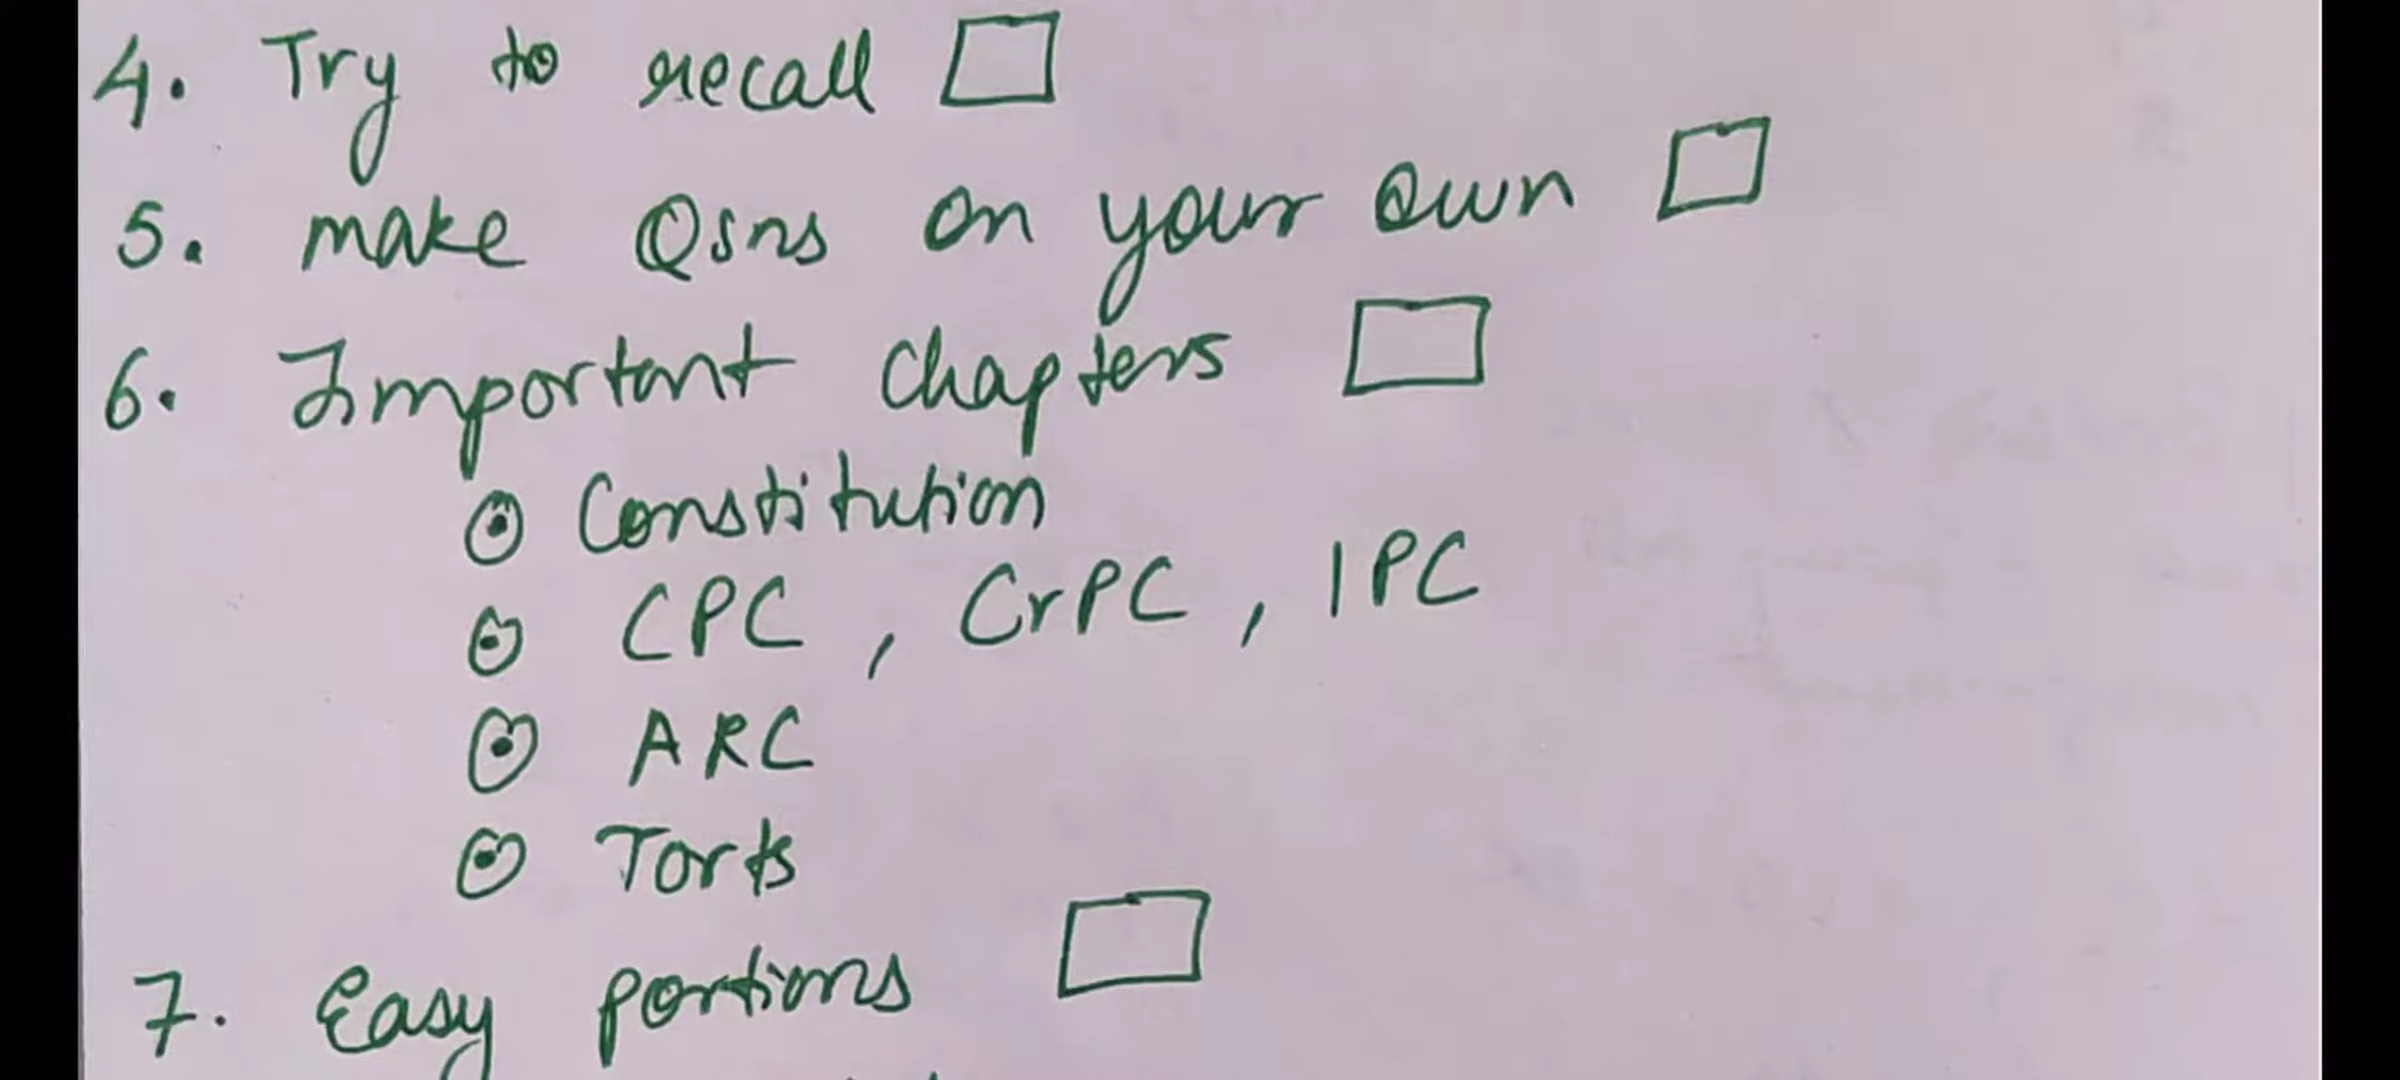 4. Try to recall
5. make Qsns on your own
6. Important Chapters
Constitution
CPC, CrPC, IPC
ARC
Torts
7. Easy portions